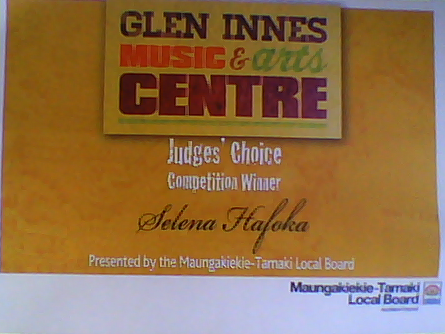 GLEN INNES
MUSIC & arts
CENTRE
Judges' Choice
Competition Winner
Selena Hafoka
Presented by the Maungakiekie-Tamaki Local Board
Maungakiekie-Tamaki
Local Board